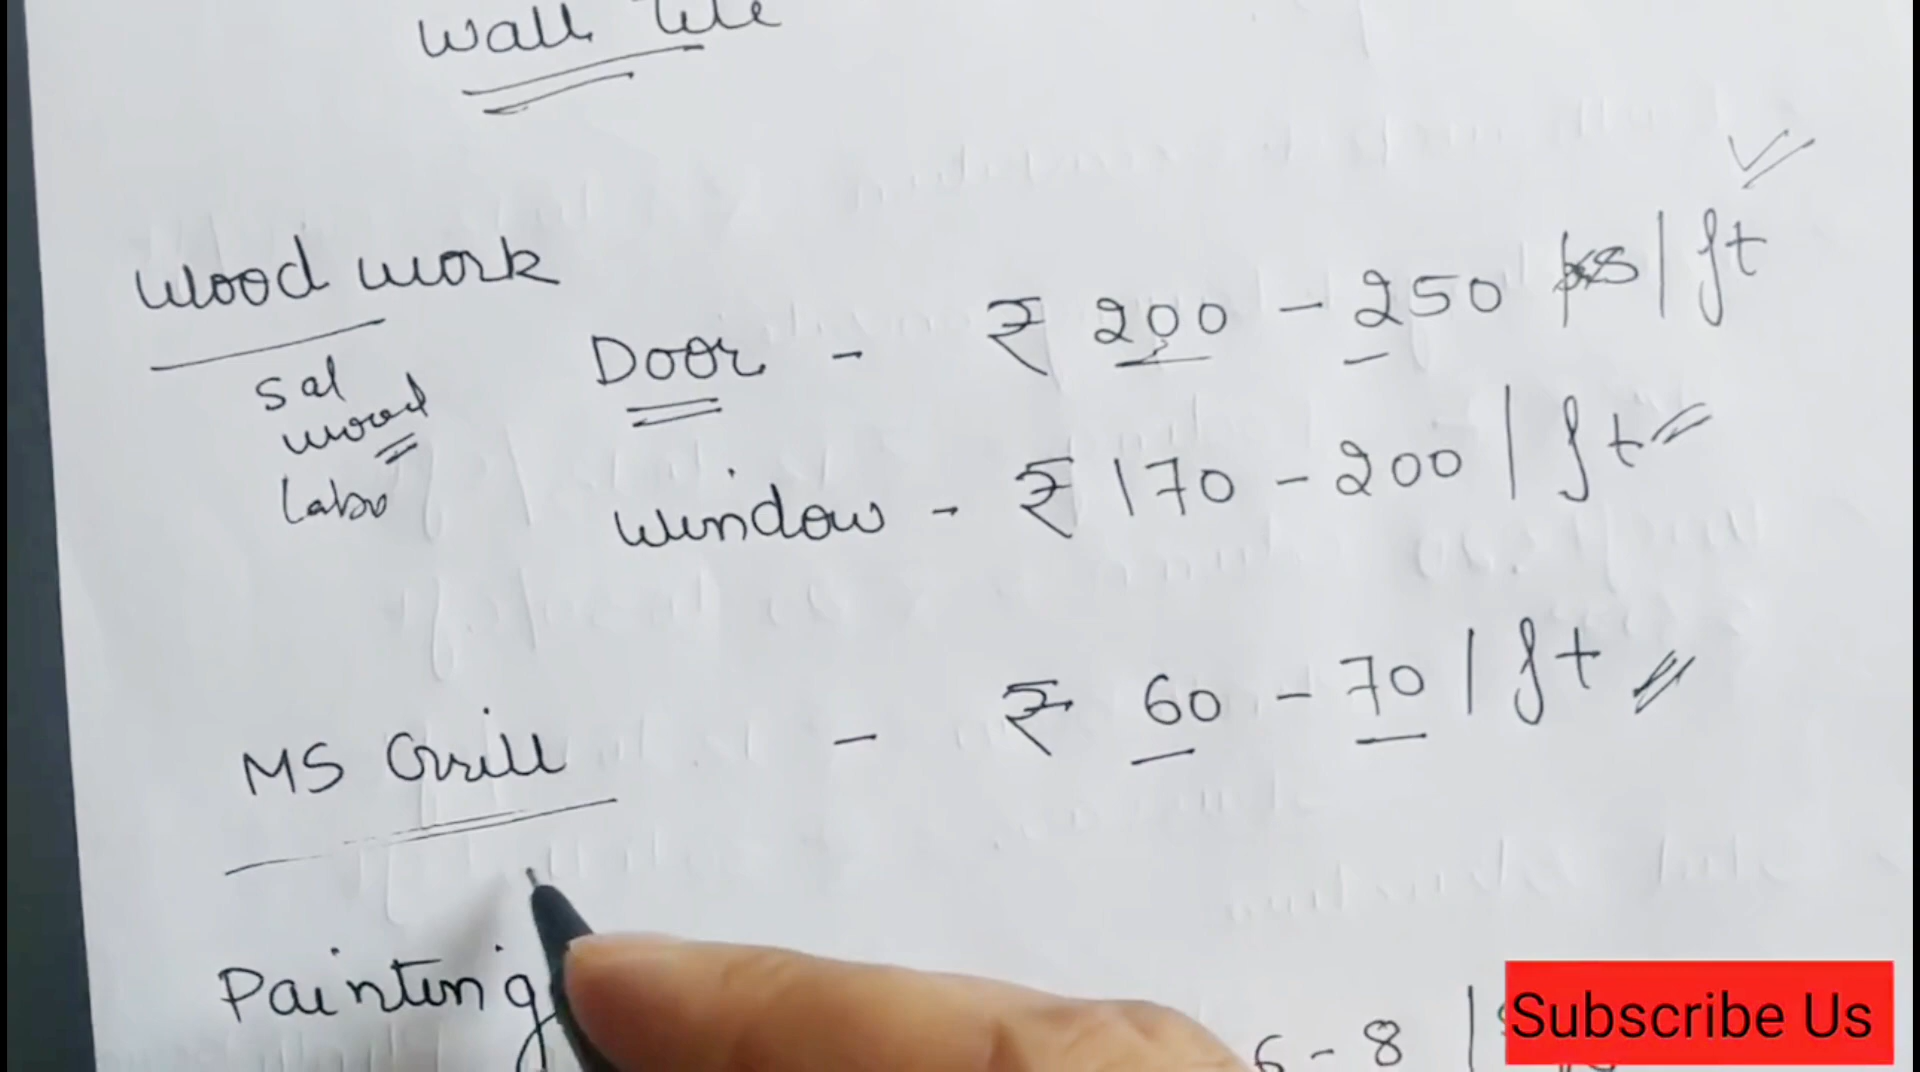 Wall tile
Wood work
Sal
wood
Labo
Door - ₹ 200 - 250 / ft
Window - ₹ 170 - 200 / ft
MS Grill - ₹ 60 - 70 / ft
Painting 6 - 8 /
Subscribe Us